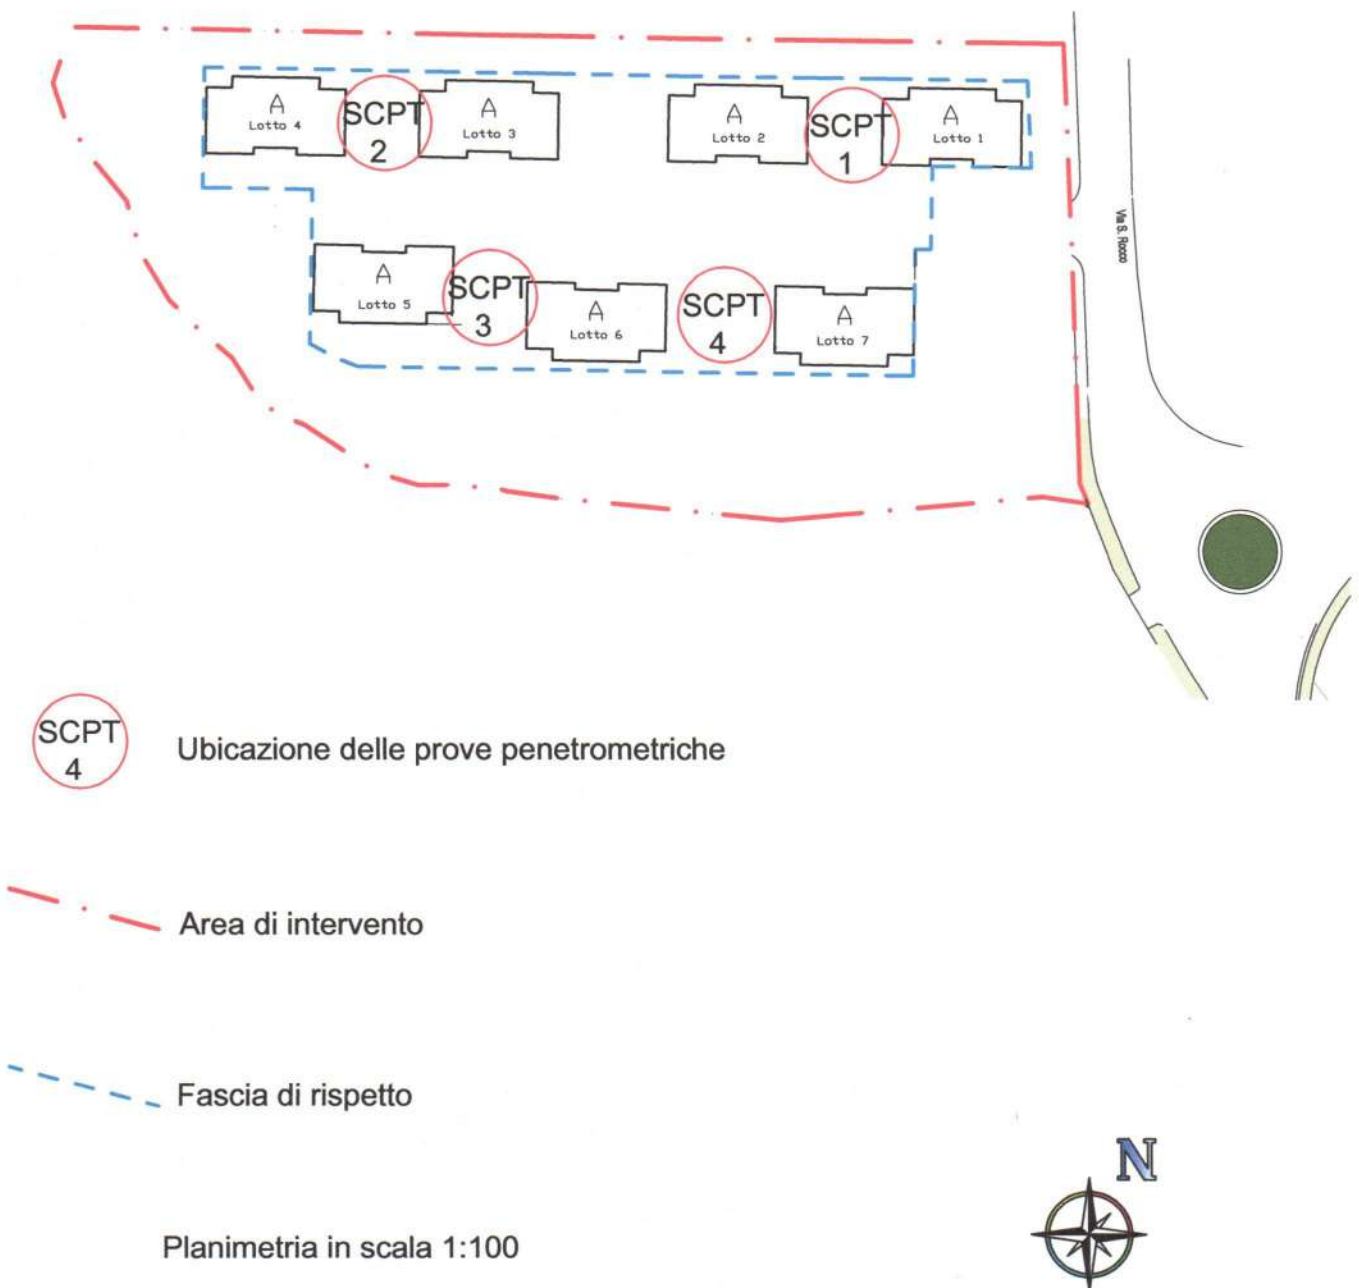 SCPT
2
A
Lotto 4
A
Lotto 3
A
Lotto 2
SCPT
1
A
Lotto 1
Via S. Rocco
A
Lotto 5
SCPT
3
A
Lotto 6
SCPT
4
A
Lotto 7
SCPT
4
Ubicazione delle prove penetrometriche
Area di intervento
Fascia di rispetto
N
Planimetria in scala 1:100